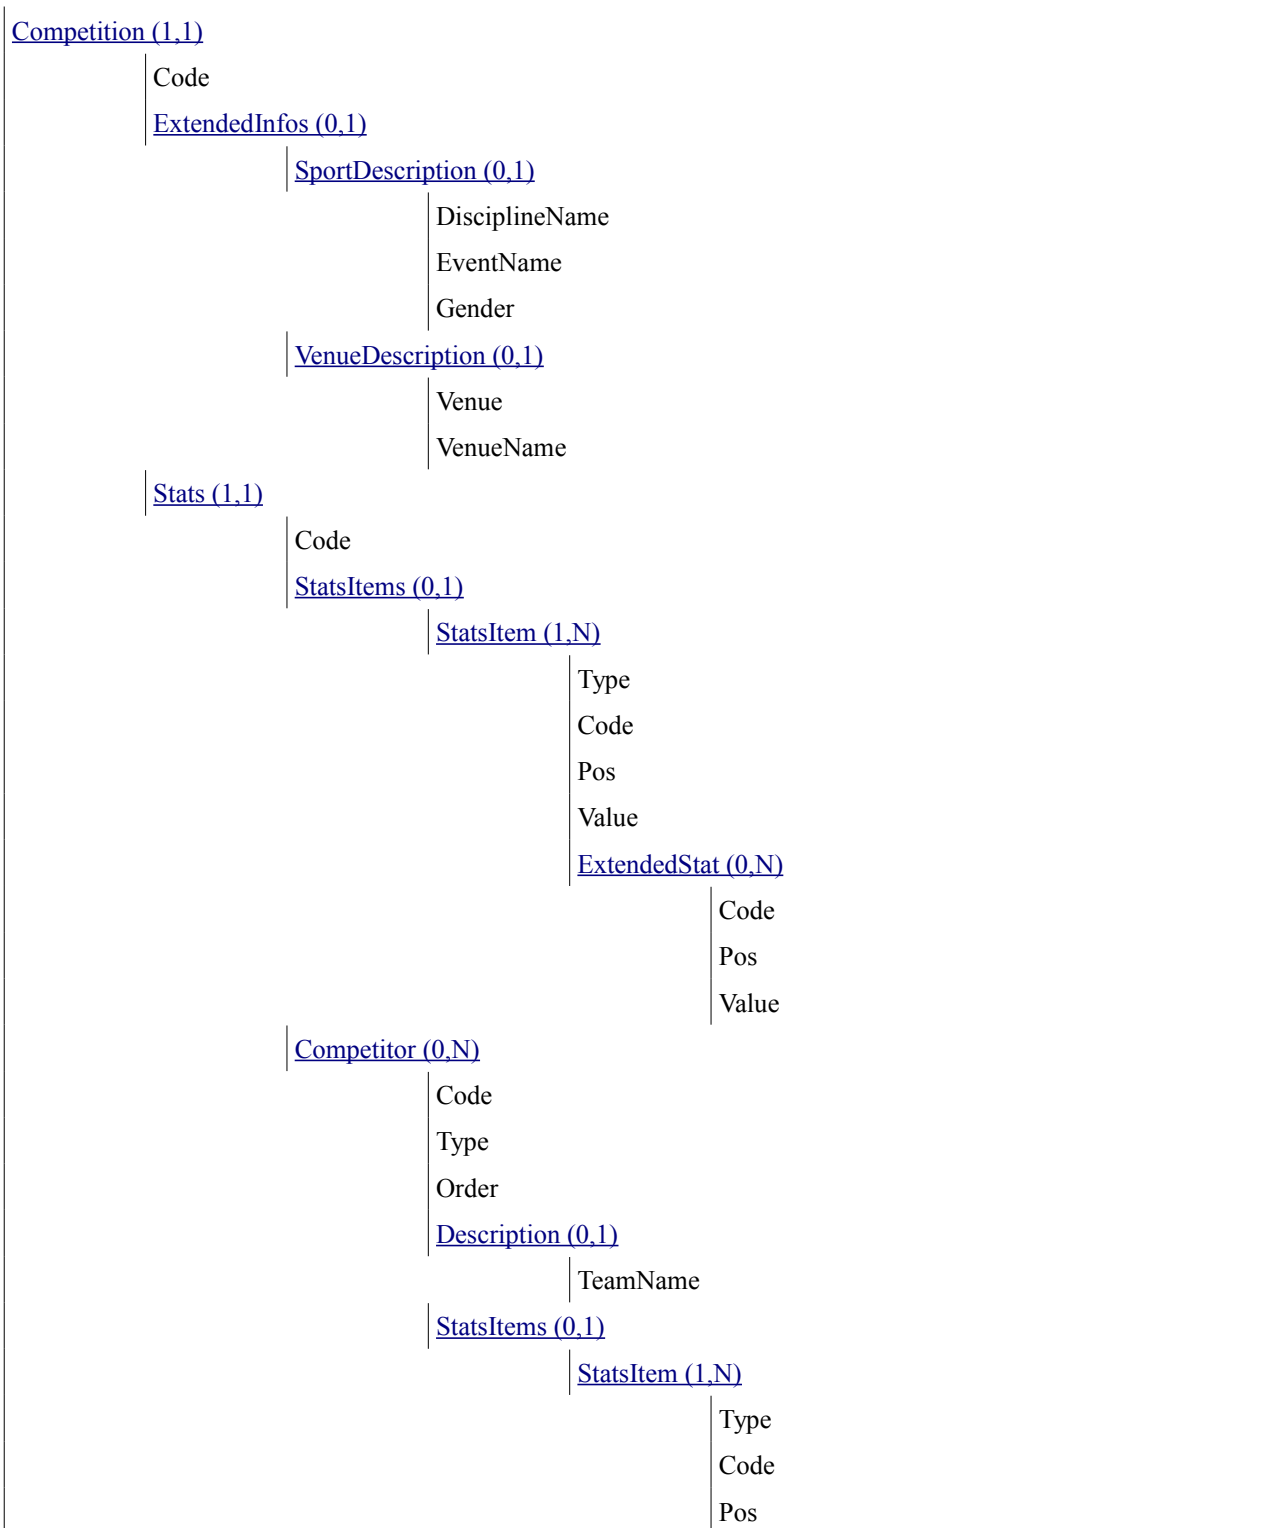 Competition (1,1)
Code
ExtendedInfos (0,1)
SportDescription (0,1)
DisciplineName
EventName
Gender
VenueDescription (0,1)
Venue
VenueName
Stats (1,1)
Code
StatsItems (0,1)
StatsItem (1,N)
Type
Code
Pos
Value
ExtendedStat (0,N)
Code
Pos
Value
Competitor (0,N)
Code
Type
Order
Description (0,1)
TeamName
StatsItems (0,1)
StatsItem (1,N)
Type
Code
Pos